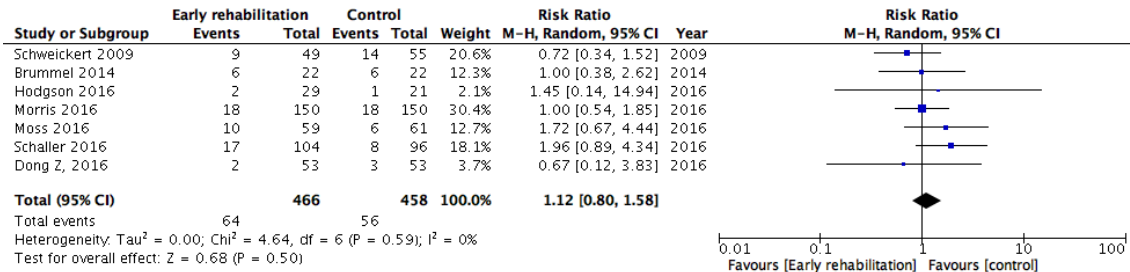 Early rehabilitation Control Risk Ratio Risk Ratio
Study or Subgroup Events Total Events Total Weight M-H, Random, 95% CI Year M-H, Random, 95% CI
Schweickert 2009 9 49 14 55 20.6% 0.72 [0.34, 1.52] 2009
Brummel 2014 6 22 6 22 12.3% 1.00 [0.38, 2.62] 2014
Hodgson 2016 2 29 1 21 2.1% 1.45 [0.14, 14.94] 2016
Morris 2016 18 150 18 150 30.4% 1.00 [0.54, 1.85] 2016
Moss 2016 10 59 6 61 12.7% 1.72 [0.67, 4.44] 2016
Schaller 2016 17 104 8 96 18.1% 1.96 [0.89, 4.34] 2016
Dong Z, 2016 2 53 3 53 3.7% 0.67 [0.12, 3.83] 2016
Total (95% CI) 466 458 100.0% 1.12 [0.80, 1.58]
Total events 64 56
Heterogeneity: Tau² = 0.00; Chi² = 4.64, df = 6 (P = 0.59); I² = 0%
Test for overall effect: Z = 0.68 (P = 0.50)
0.01 0.1 1 10 100
Favours [Early rehabilitation] Favours [control]